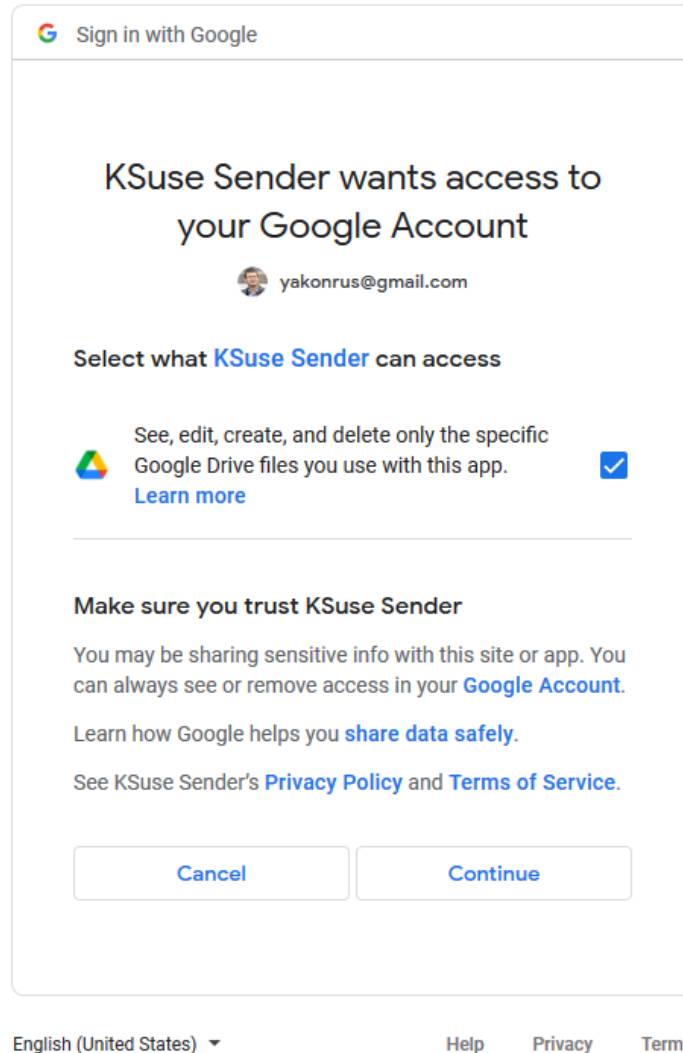 Sign in with Google
KSuse Sender wants access to
your Google Account
yakonrus@gmail.com
Select what KSuse Sender can access
See, edit, create, and delete only the specific
Google Drive files you use with this app.
Learn more
Make sure you trust KSuse Sender
You may be sharing sensitive info with this site or app. You
can always see or remove access in your Google Account.
Learn how Google helps you share data safely.
See KSuse Sender's Privacy Policy and Terms of Service.
Cancel Continue
English (United States) Help Privacy Term